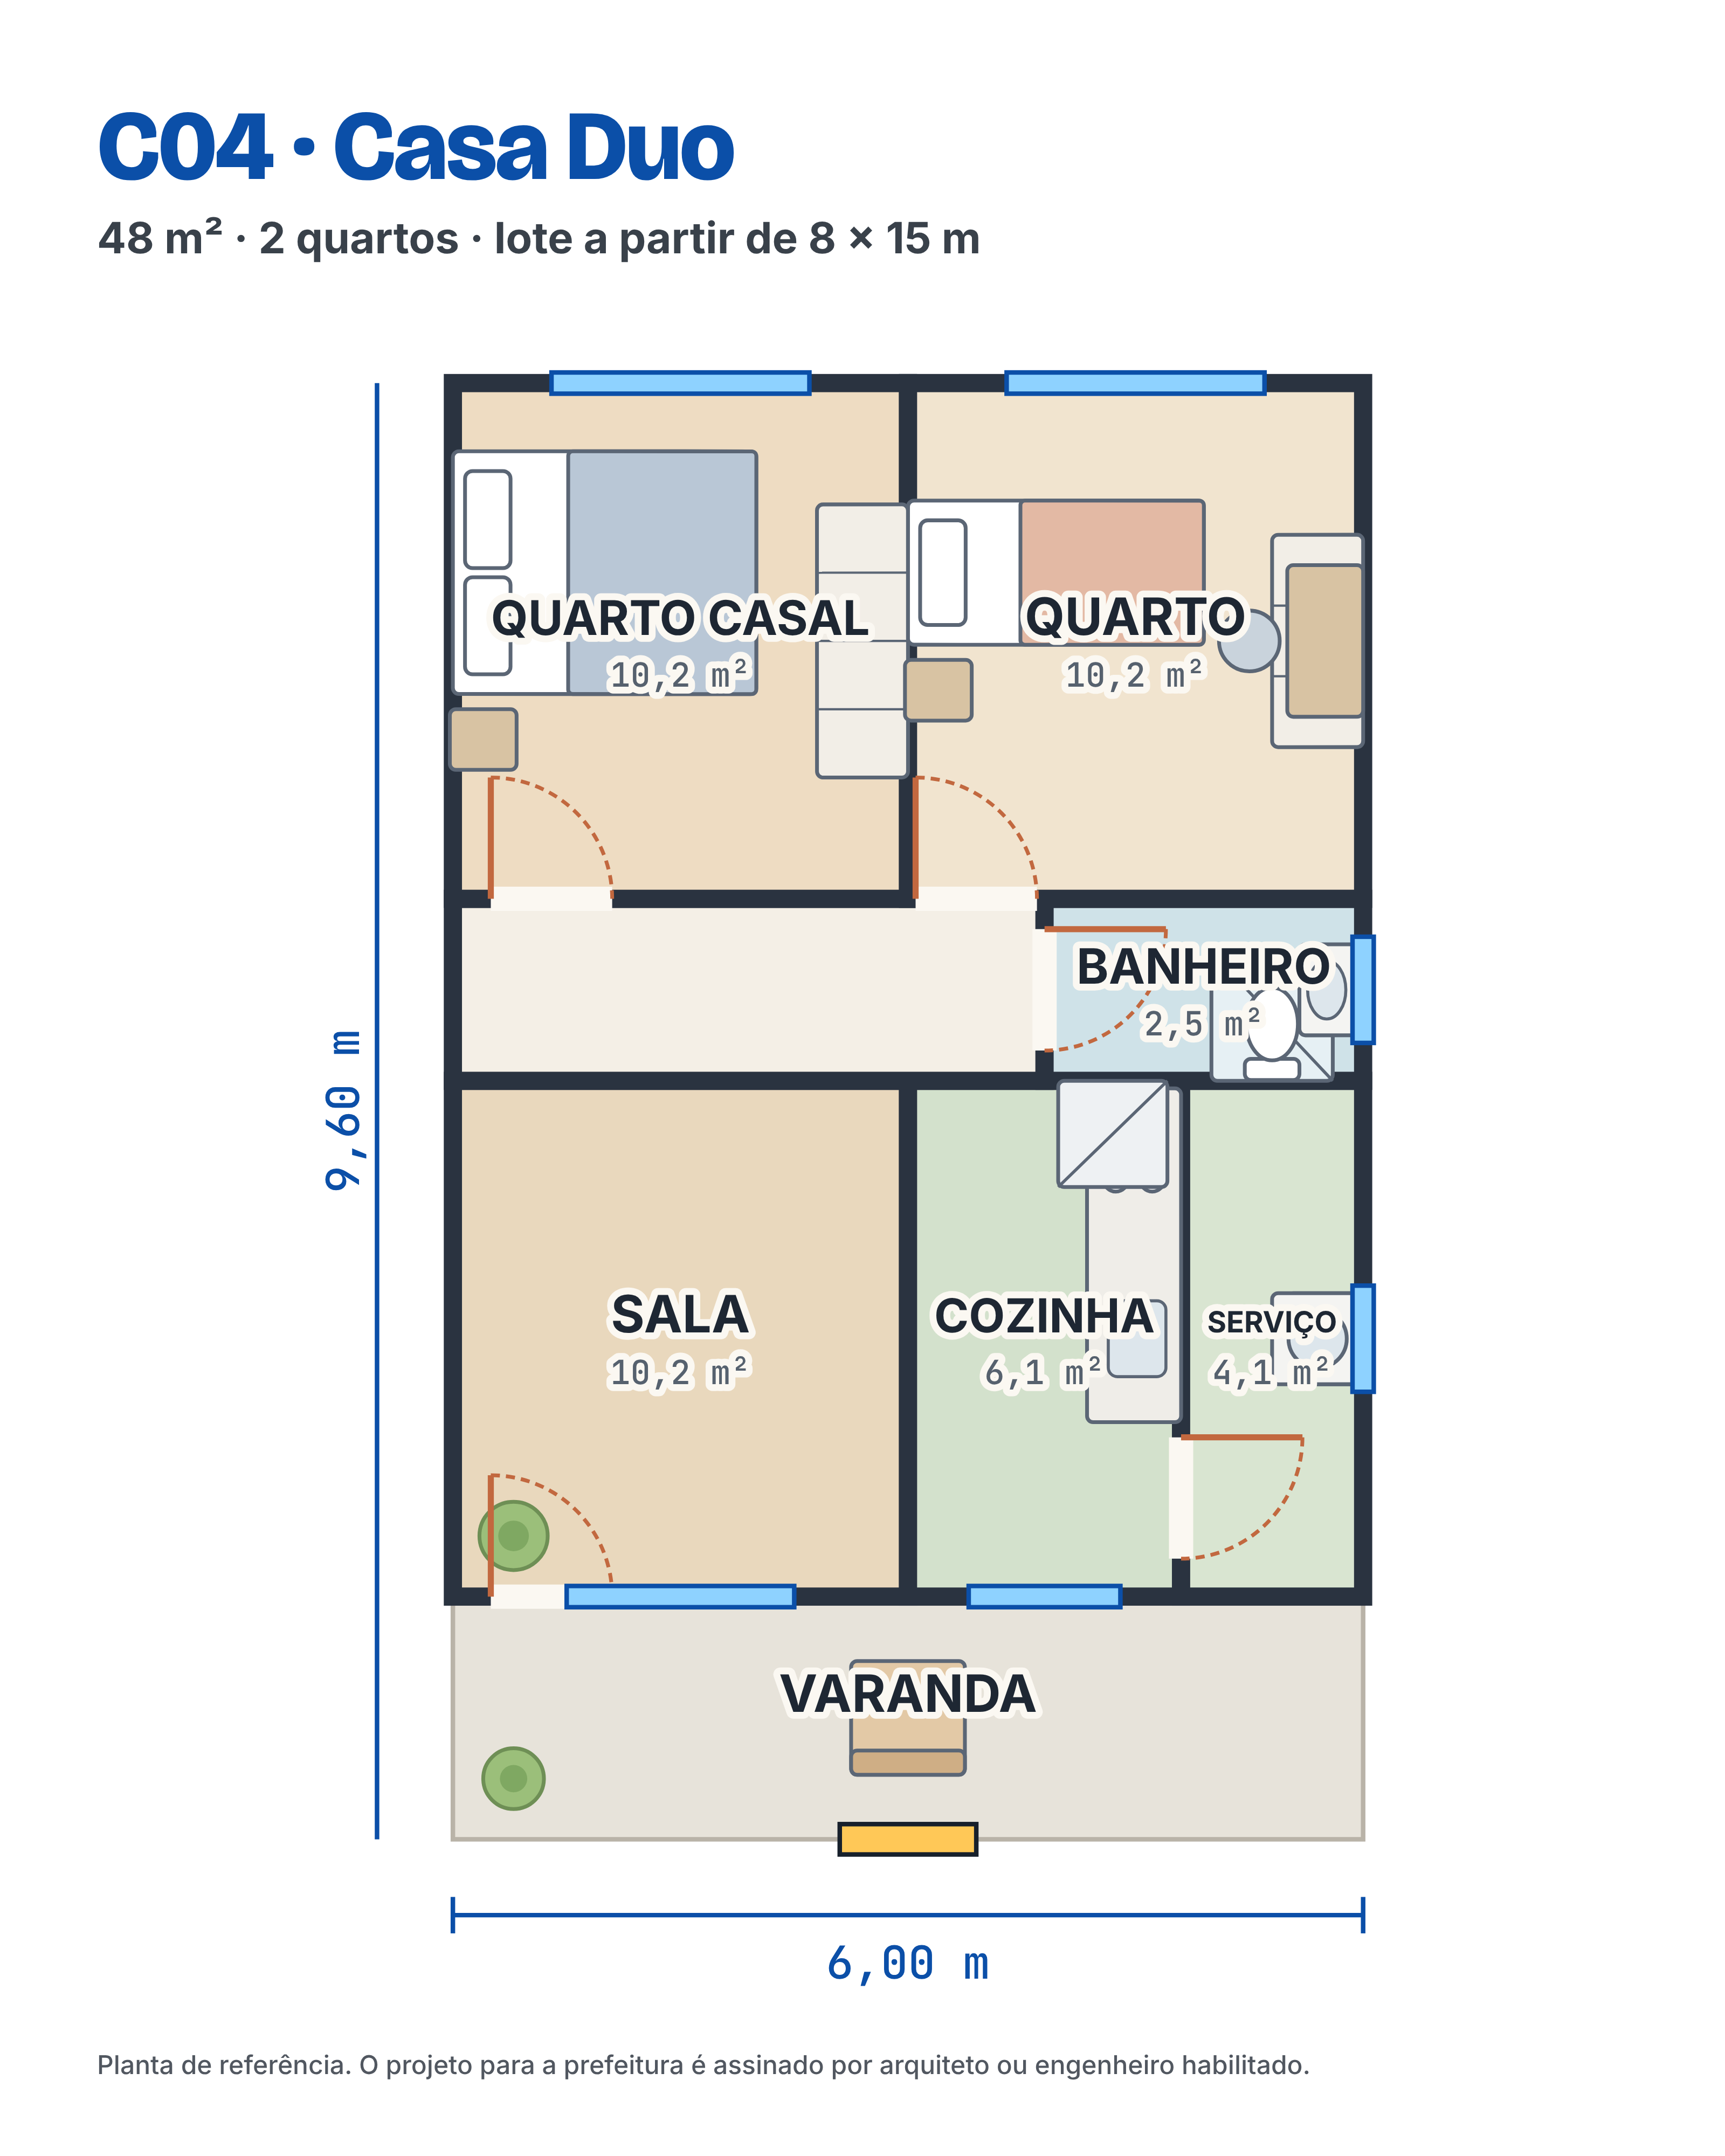 C04 · Casa Duo
48 m² · 2 quartos · lote a partir de 8 × 15 m
QUARTO CASAL
10,2 m²
QUARTO
10,2 m²
BANHEIRO
2,5 m²
9,60 m
SALA
10,2 m²
COZINHA
6,1 m²
SERVIÇO
4,1 m²
VARANDA
6,00 m
Planta de referência. O projeto para a prefeitura é assinado por arquiteto ou engenheiro habilitado.